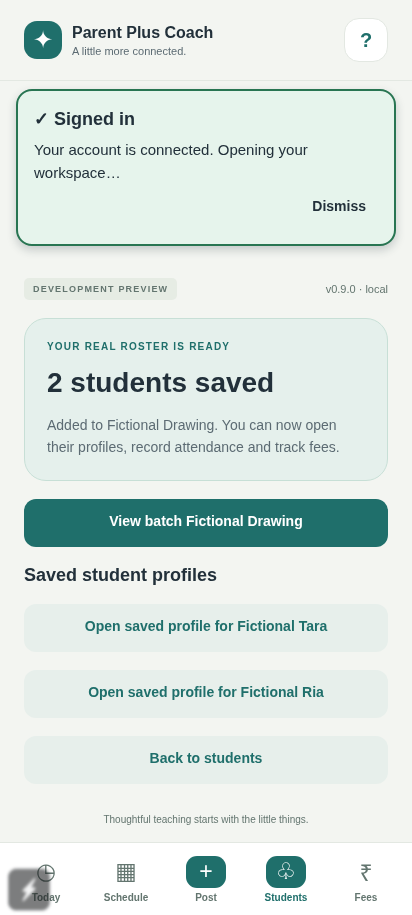 Parent Plus Coach
A little more connected.
?
✓ Signed in
Your account is connected. Opening your
workspace…
Dismiss
DEVELOPMENT PREVIEW
v0.9.0 · local
YOUR REAL ROSTER IS READY
2 students saved
Added to Fictional Drawing. You can now open
their profiles, record attendance and track fees.
View batch Fictional Drawing
Saved student profiles
Open saved profile for Fictional Tara
Open saved profile for Fictional Ria
Back to students
Thoughtful teaching starts with the little things.
Today
Schedule
+
Post
Students
₹
Fees